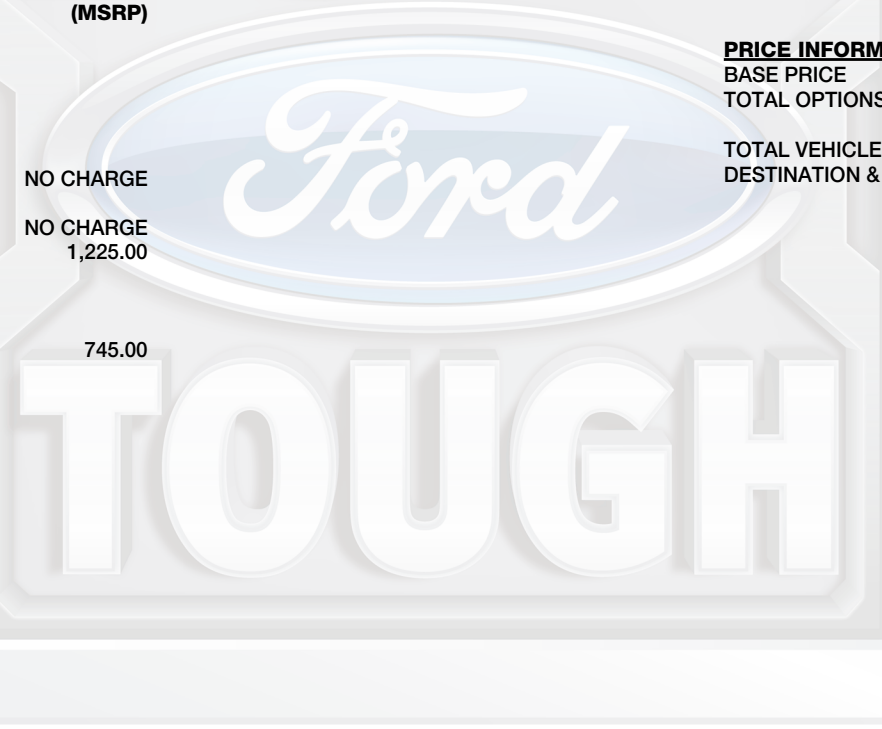 (MSRP)
NO CHARGE
NO CHARGE
1,225.00
745.00
PRICE INFORM
BASE PRICE
TOTAL OPTIONS
TOTAL VEHICLE
DESTINATION &
Ford
TOUGH